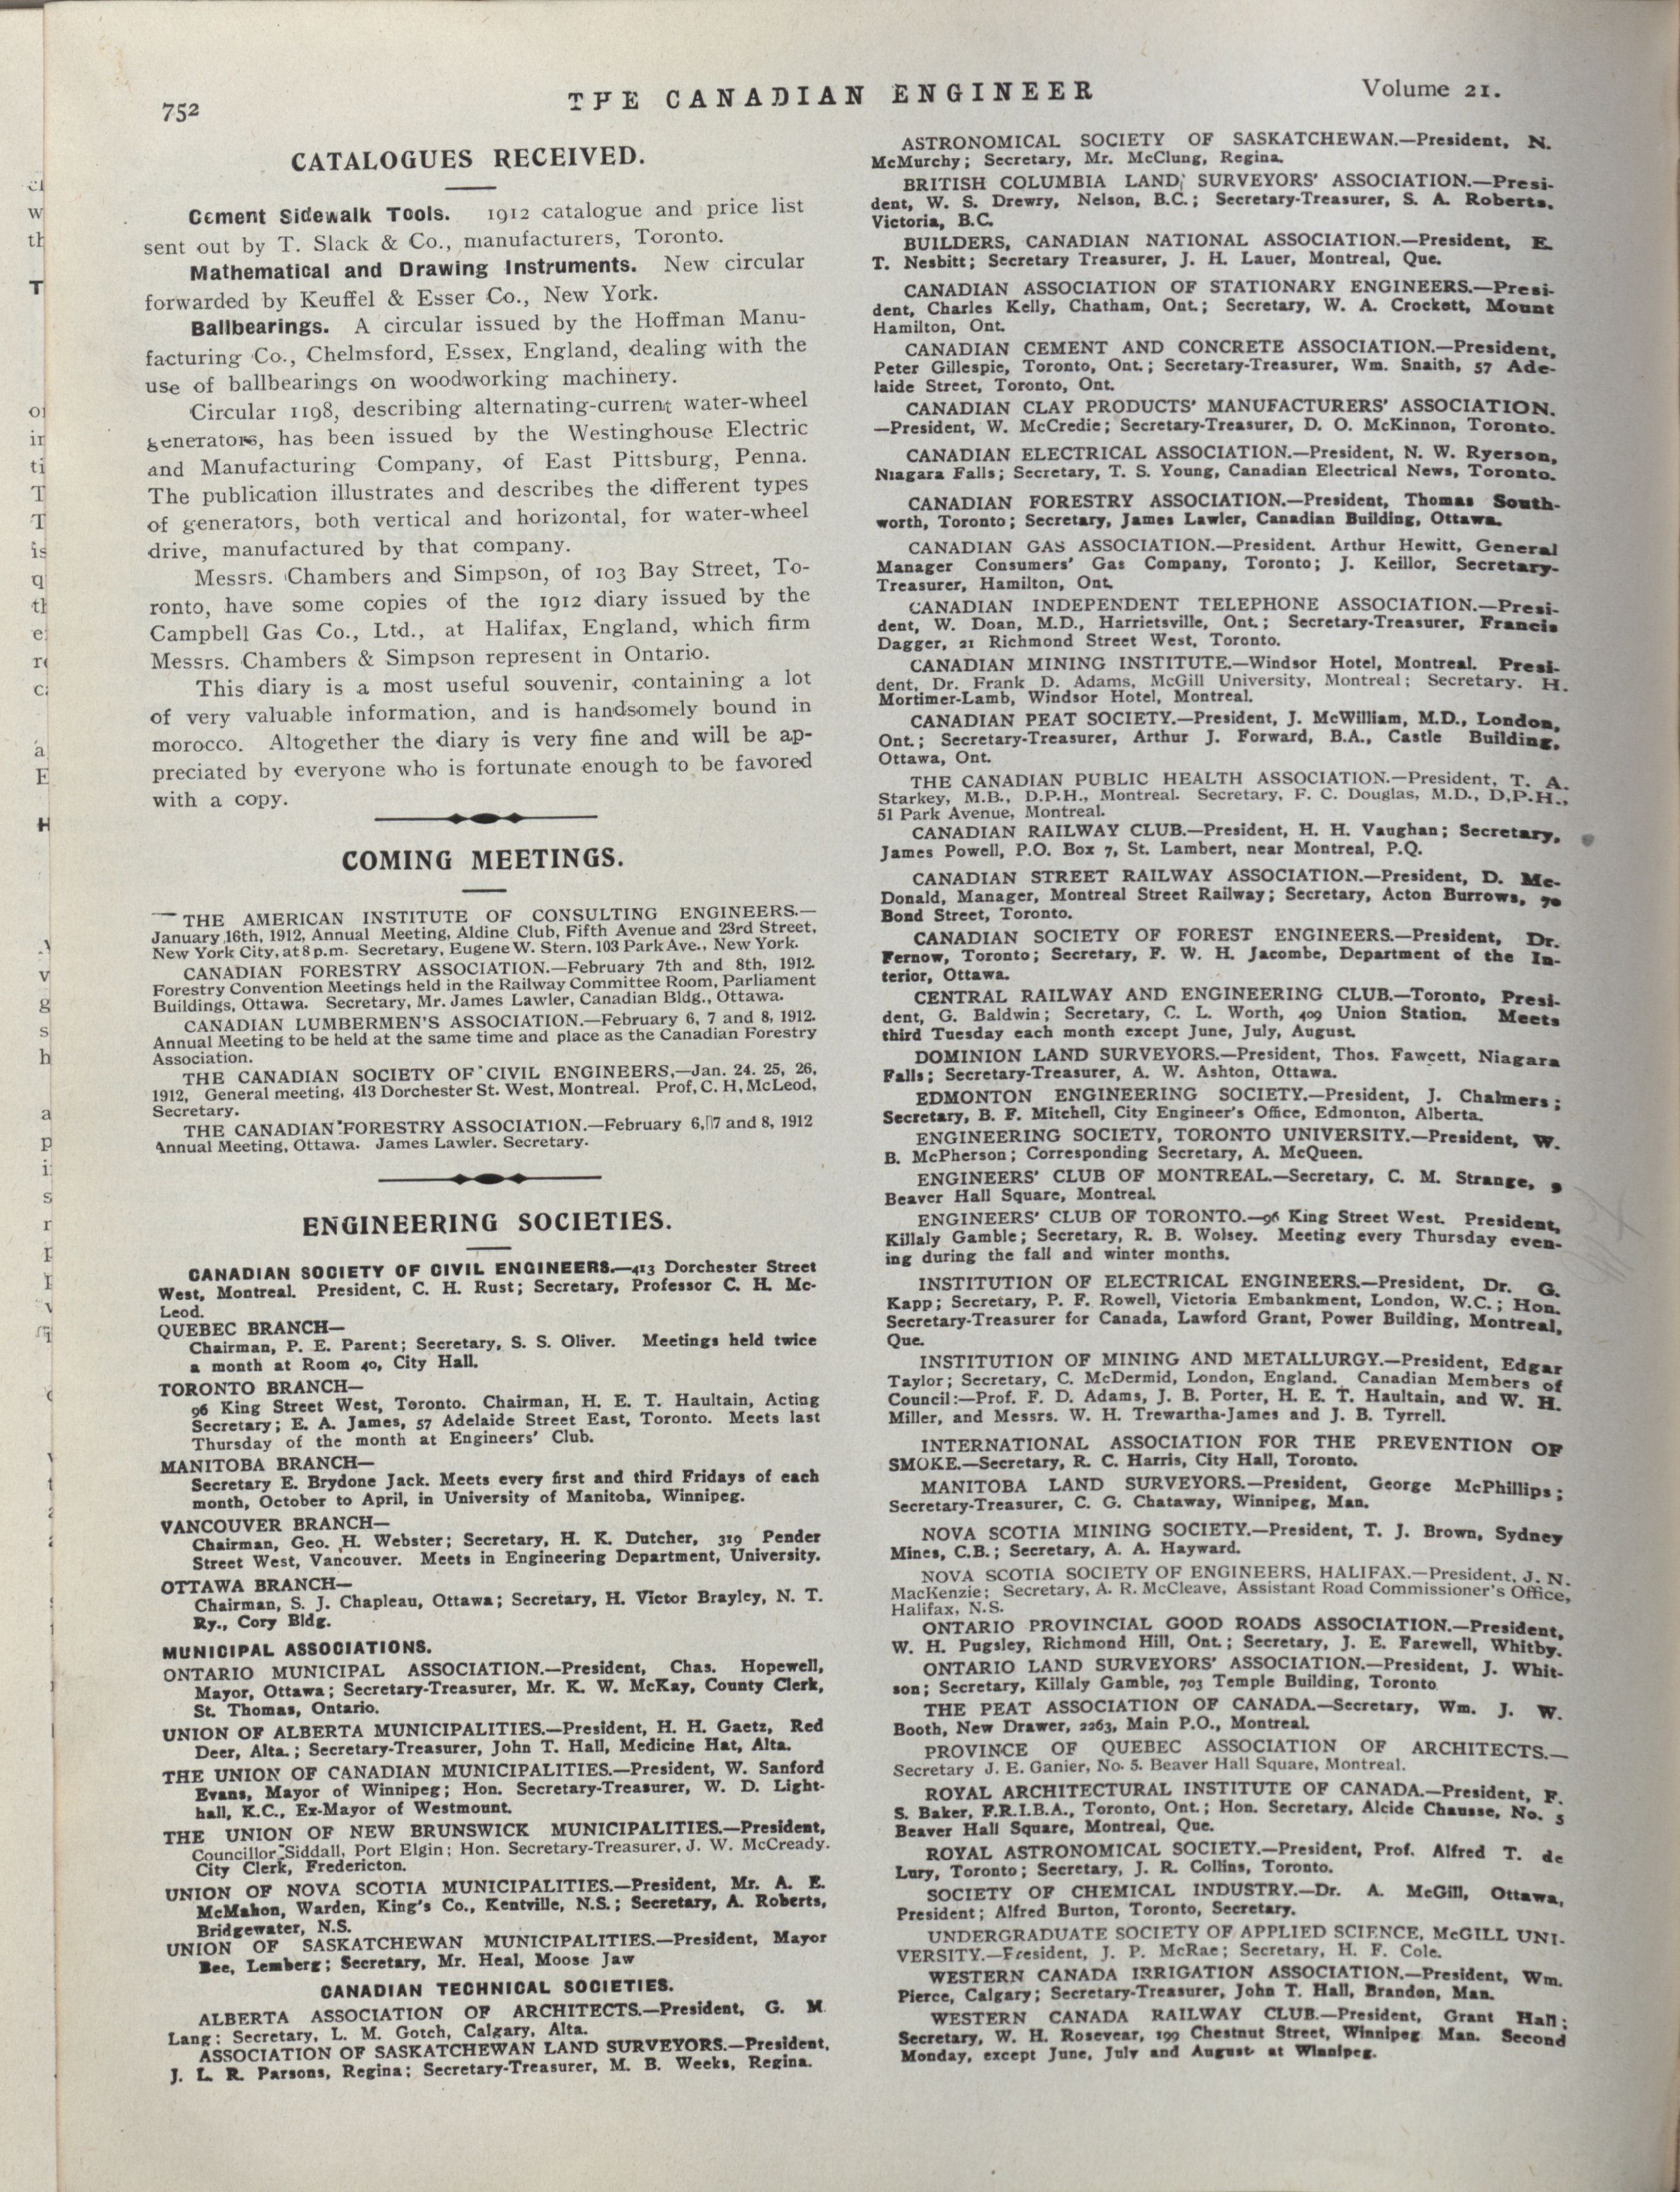 752
THE CANADIAN ENGINEER
Volume 21.
CATALOGUES RECEIVED.
Cement Sidewalk Tools. 1912 catalogue and price list
sent out by T. Slack & Co., manufacturers, Toronto.
Mathematical and Drawing Instruments. New circular
forwarded by Keuffel & Esser Co., New York.
Ballbearings. A circular issued by the Hoffman Manu-
facturing Co., Chelmsford, Essex, England, dealing with the
use of ballbearings on woodworking machinery.
Circular 1198, describing alternating-current water-wheel
generators, has been issued by the Westinghouse Electric
and Manufacturing Company, of East Pittsburg, Penna.
The publication illustrates and describes the different types
of generators, both vertical and horizontal, for water-wheel
drive, manufactured by that company.
Messrs. Chambers and Simpson, of 103 Bay Street, To-
ronto, have some copies of the 1912 diary issued by the
Campbell Gas Co., Ltd., at Halifax, England, which firm
Messrs. Chambers & Simpson represent in Ontario.
This diary is a most useful souvenir, containing a lot
of very valuable information, and is handsomely bound in
morocco. Altogether the diary is very fine and will be ap-
preciated by everyone who is fortunate enough to be favored
with a copy.
COMING MEETINGS.
THE AMERICAN INSTITUTE OF CONSULTING ENGINEERS.—
January 16th, 1912, Annual Meeting, Aldine Club, Fifth Avenue and 23rd Street,
New York City, at 8 p.m. Secretary, Eugene W. Stern, 103 Park Ave., New York.
CANADIAN FORESTRY ASSOCIATION.—February 7th and 8th, 1912.
Forestry Convention Meetings held in the Railway Committee Room, Parliament
Buildings, Ottawa. Secretary, Mr. James Lawler, Canadian Bldg., Ottawa.
CANADIAN LUMBERMEN'S ASSOCIATION.—February 6, 7 and 8, 1912.
Annual Meeting to be held at the same time and place as the Canadian Forestry
Association.
THE CANADIAN SOCIETY OF CIVIL ENGINEERS,—Jan. 24. 25, 26,
1912, General meeting, 413 Dorchester St. West, Montreal. Prof, C. H, McLeod,
Secretary.
THE CANADIAN FORESTRY ASSOCIATION.—February 6, 7 and 8, 1912
Annual Meeting, Ottawa. James Lawler. Secretary.
ENGINEERING SOCIETIES.
CANADIAN SOCIETY OF CIVIL ENGINEERS.—413 Dorchester Street
West, Montreal. President, C. H. Rust; Secretary, Professor C. H. Mc-
Leod.
QUEBEC BRANCH—
Chairman, P. E. Parent; Secretary, S. S. Oliver. Meetings held twice
a month at Room 40, City Hall.
TORONTO BRANCH—
96 King Street West, Toronto. Chairman, H. E. T. Haultain, Acting
Secretary; E. A. James, 57 Adelaide Street East, Toronto. Meets last
Thursday of the month at Engineers' Club.
MANITOBA BRANCH—
Secretary E. Brydone Jack. Meets every first and third Fridays of each
month, October to April, in University of Manitoba, Winnipeg.
VANCOUVER BRANCH—
Chairman, Geo. H. Webster; Secretary, H. K. Dutcher, 319 Pender
Street West, Vancouver. Meets in Engineering Department, University.
OTTAWA BRANCH—
Chairman, S. J. Chapleau, Ottawa; Secretary, H. Victor Brayley, N. T.
Ry., Cory Bldg.
MUNICIPAL ASSOCIATIONS.
ONTARIO MUNICIPAL ASSOCIATION.—President, Chas. Hopewell,
Mayor, Ottawa; Secretary-Treasurer, Mr. K. W. McKay, County Clerk,
St. Thomas, Ontario.
UNION OF ALBERTA MUNICIPALITIES.—President, H. H. Gaetz, Red
Deer, Alta.; Secretary-Treasurer, John T. Hall, Medicine Hat, Alta.
THE UNION OF CANADIAN MUNICIPALITIES.—President, W. Sanford
Evans, Mayor of Winnipeg; Hon. Secretary-Treasurer, W. D. Light-
hall, K.C., Ex-Mayor of Westmount.
THE UNION OF NEW BRUNSWICK MUNICIPALITIES.—President,
Councillor Siddall, Port Elgin; Hon. Secretary-Treasurer, J. W. McCready.
City Clerk, Fredericton.
UNION OF NOVA SCOTIA MUNICIPALITIES.—President, Mr. A. E.
McMahon, Warden, King's Co., Kentville, N.S.; Secretary, A. Roberts,
Bridgewater, N.S.
UNION OF SASKATCHEWAN MUNICIPALITIES.—President, Mayor
Bee, Lemberg; Secretary, Mr. Heal, Moose Jaw
CANADIAN TECHNICAL SOCIETIES.
ALBERTA ASSOCIATION OF ARCHITECTS.—President, G. M.
Lang; Secretary, L. M. Gotch, Calgary, Alta.
ASSOCIATION OF SASKATCHEWAN LAND SURVEYORS.—President,
J. L. R. Parsons, Regina; Secretary-Treasurer, M. B. Weeks, Regina.
ASTRONOMICAL SOCIETY OF SASKATCHEWAN.—President, N.
McMurchy; Secretary, Mr. McClung, Regina.
BRITISH COLUMBIA LAND SURVEYORS' ASSOCIATION.—Presi-
dent, W. S. Drewry, Nelson, B.C.; Secretary-Treasurer, S. A. Roberts,
Victoria, B.C.
BUILDERS, CANADIAN NATIONAL ASSOCIATION.—President, E.
T. Nesbitt; Secretary Treasurer, J. H. Lauer, Montreal, Que.
CANADIAN ASSOCIATION OF STATIONARY ENGINEERS.—Presi-
dent, Charles Kelly, Chatham, Ont.; Secretary, W. A. Crockett, Mount
Hamilton, Ont.
CANADIAN CEMENT AND CONCRETE ASSOCIATION.—President,
Peter Gillespie, Toronto, Ont.; Secretary-Treasurer, Wm. Snaith, 57 Ade-
laide Street, Toronto, Ont.
CANADIAN CLAY PRODUCTS' MANUFACTURERS' ASSOCIATION.
—President, W. McCredie; Secretary-Treasurer, D. O. McKinnon, Toronto.
CANADIAN ELECTRICAL ASSOCIATION.—President, N. W. Ryerson,
Niagara Falls; Secretary, T. S. Young, Canadian Electrical News, Toronto.
CANADIAN FORESTRY ASSOCIATION.—President, Thomas South-
worth, Toronto; Secretary, James Lawler, Canadian Building, Ottawa.
CANADIAN GAS ASSOCIATION.—President. Arthur Hewitt, General
Manager Consumers' Gas Company, Toronto; J. Keillor, Secretary-
Treasurer, Hamilton, Ont.
CANADIAN INDEPENDENT TELEPHONE ASSOCIATION.—Presi-
dent, W. Doan, M.D., Harrietsville, Ont.; Secretary-Treasurer, Francis
Dagger, 21 Richmond Street West, Toronto.
CANADIAN MINING INSTITUTE.—Windsor Hotel, Montreal. Presi-
dent, Dr. Frank D. Adams, McGill University, Montreal; Secretary. H.
Mortimer-Lamb, Windsor Hotel, Montreal.
CANADIAN PEAT SOCIETY.—President, J. McWilliam, M.D., London,
Ont.; Secretary-Treasurer, Arthur J. Forward, B.A., Castle Building,
Ottawa, Ont.
THE CANADIAN PUBLIC HEALTH ASSOCIATION.—President, T. A.
Starkey, M.B., D.P.H., Montreal. Secretary, F. C. Douglas, M.D., D.P.H.,
51 Park Avenue, Montreal.
CANADIAN RAILWAY CLUB.—President, H. H. Vaughan; Secretary,
James Powell, P.O. Box 7, St. Lambert, near Montreal, P.Q.
CANADIAN STREET RAILWAY ASSOCIATION.—President, D. Mc-
Donald, Manager, Montreal Street Railway; Secretary, Acton Burrows, 70
Bond Street, Toronto.
CANADIAN SOCIETY OF FOREST ENGINEERS.—President, Dr.
Fernow, Toronto; Secretary, F. W. H. Jacombe, Department of the In-
terior, Ottawa.
CENTRAL RAILWAY AND ENGINEERING CLUB.—Toronto, Presi-
dent, G. Baldwin; Secretary, C. L. Worth, 409 Union Station. Meets
third Tuesday each month except June, July, August.
DOMINION LAND SURVEYORS.—President, Thos. Fawcett, Niagara
Falls; Secretary-Treasurer, A. W. Ashton, Ottawa.
EDMONTON ENGINEERING SOCIETY.—President, J. Chalmers;
Secretary, B. F. Mitchell, City Engineer's Office, Edmonton, Alberta.
ENGINEERING SOCIETY, TORONTO UNIVERSITY.—President, W.
B. McPherson; Corresponding Secretary, A. McQueen.
ENGINEERS' CLUB OF MONTREAL.—Secretary, C. M. Strange, 9
Beaver Hall Square, Montreal.
ENGINEERS' CLUB OF TORONTO.—96 King Street West. President,
Killaly Gamble; Secretary, R. B. Wolsey. Meeting every Thursday even-
ing during the fall and winter months.
INSTITUTION OF ELECTRICAL ENGINEERS.—President, Dr. G.
Kapp; Secretary, P. F. Rowell, Victoria Embankment, London, W.C.; Hon.
Secretary-Treasurer for Canada, Lawford Grant, Power Building, Montreal,
Que.
INSTITUTION OF MINING AND METALLURGY.—President, Edgar
Taylor; Secretary, C. McDermid, London, England. Canadian Members of
Council:—Prof. F. D. Adams, J. B. Porter, H. E. T. Haultain, and W. H.
Miller, and Messrs. W. H. Trewartha-James and J. B. Tyrrell.
INTERNATIONAL ASSOCIATION FOR THE PREVENTION OF
SMOKE.—Secretary, R. C. Harris, City Hall, Toronto.
MANITOBA LAND SURVEYORS.—President, George McPhillips;
Secretary-Treasurer, C. G. Chataway, Winnipeg, Man.
NOVA SCOTIA MINING SOCIETY.—President, T. J. Brown, Sydney
Mines, C.B.; Secretary, A. A. Hayward.
NOVA SCOTIA SOCIETY OF ENGINEERS, HALIFAX.—President, J. N.
MacKenzie; Secretary, A. R. McCleave, Assistant Road Commissioner's Office,
Halifax, N.S.
ONTARIO PROVINCIAL GOOD ROADS ASSOCIATION.—President,
W. H. Pugsley, Richmond Hill, Ont.; Secretary, J. E. Farewell, Whitby.
ONTARIO LAND SURVEYORS' ASSOCIATION.—President, J. Whit-
son; Secretary, Killaly Gamble, 703 Temple Building, Toronto
THE PEAT ASSOCIATION OF CANADA.—Secretary, Wm. J. W.
Booth, New Drawer, 2263, Main P.O., Montreal.
PROVINCE OF QUEBEC ASSOCIATION OF ARCHITECTS.—
Secretary J. E. Ganier, No. 5. Beaver Hall Square, Montreal.
ROYAL ARCHITECTURAL INSTITUTE OF CANADA.—President, F.
S. Baker, F.R.I.B.A., Toronto, Ont.; Hon. Secretary, Alcide Chausse, No. 5
Beaver Hall Square, Montreal, Que.
ROYAL ASTRONOMICAL SOCIETY.—President, Prof. Alfred T. de
Lury, Toronto; Secretary, J. R. Collins, Toronto.
SOCIETY OF CHEMICAL INDUSTRY.—Dr. A. McGill, Ottawa,
President; Alfred Burton, Toronto, Secretary.
UNDERGRADUATE SOCIETY OF APPLIED SCIENCE, McGILL UNI-
VERSITY.—President, J. P. McRae; Secretary, H. F. Cole.
WESTERN CANADA IRRIGATION ASSOCIATION.—President, Wm.
Pierce, Calgary; Secretary-Treasurer, John T. Hall, Brandon, Man.
WESTERN CANADA RAILWAY CLUB.—President, Grant Hall;
Secretary, W. H. Rosevear, 199 Chestnut Street, Winnipeg Man. Second
Monday, except June, July and August at Winnipeg.